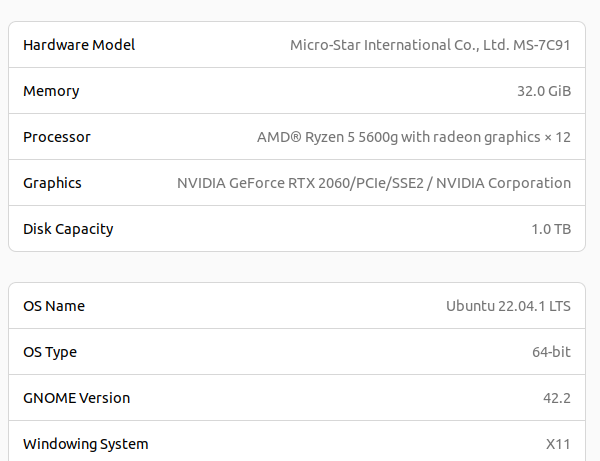 Hardware Model Micro-Star International Co., Ltd. MS-7C91
Memory 32.0 GiB
Processor AMD® Ryzen 5 5600g with radeon graphics × 12
Graphics NVIDIA GeForce RTX 2060/PCIe/SSE2 / NVIDIA Corporation
Disk Capacity 1.0 TB
OS Name Ubuntu 22.04.1 LTS
OS Type 64-bit
GNOME Version 42.2
Windowing System X11